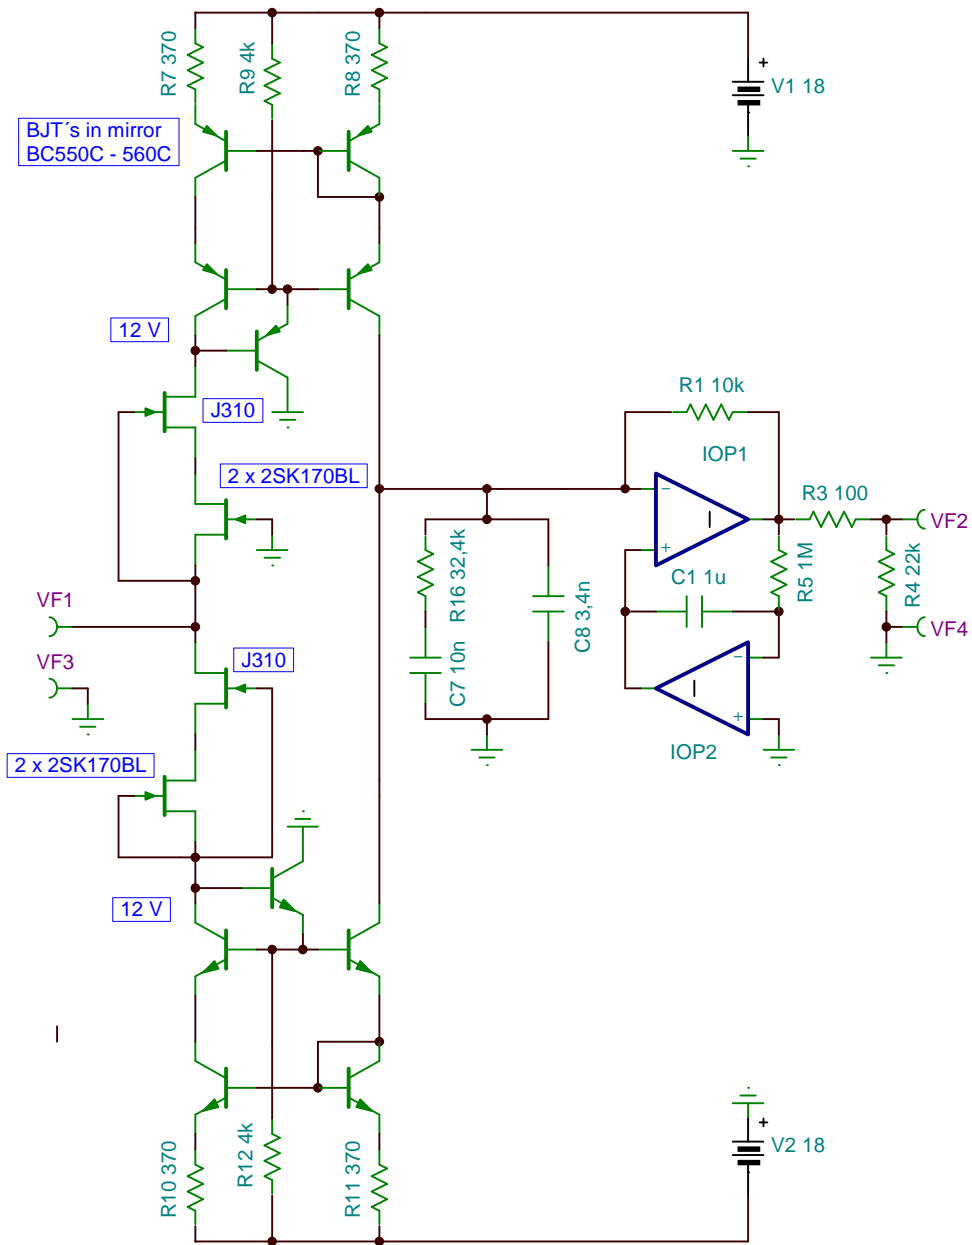 R7 370
R9 4k
R8 370
+
V1 18
BJT´s in mirror
BC550C - 560C
12 V
J310
R1 10k
IOP1
2 x 2SK170BL
−
+
R3 100
VF2
R16 32,4k
C8 3,4n
C1 1u
R5 1M
R4 22k
VF1
VF4
VF3
J310
C7 10n
−
+
IOP2
2 x 2SK170BL
12 V
R10 370
R12 4k
R11 370
+
V2 18